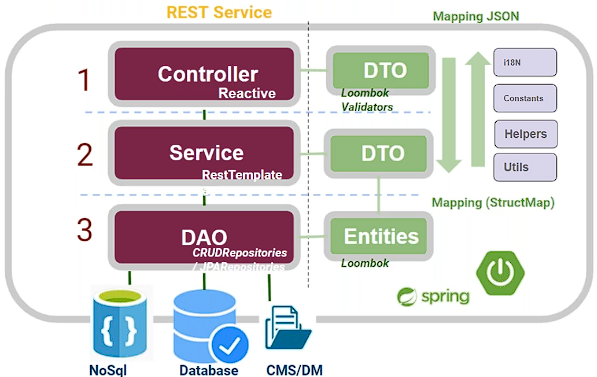 REST Service
Mapping JSON
1
Controller
Reactive
DTO
Loombok
Validators
i18N
Constants
Helpers
Utils
2
Service
RestTemplate
DTO
Mapping (StructMap)
3
DAO
CRUDRepositories
/ JPARepositories
Entities
Loombok
{ }
spring
NoSql
Database
CMS/DM